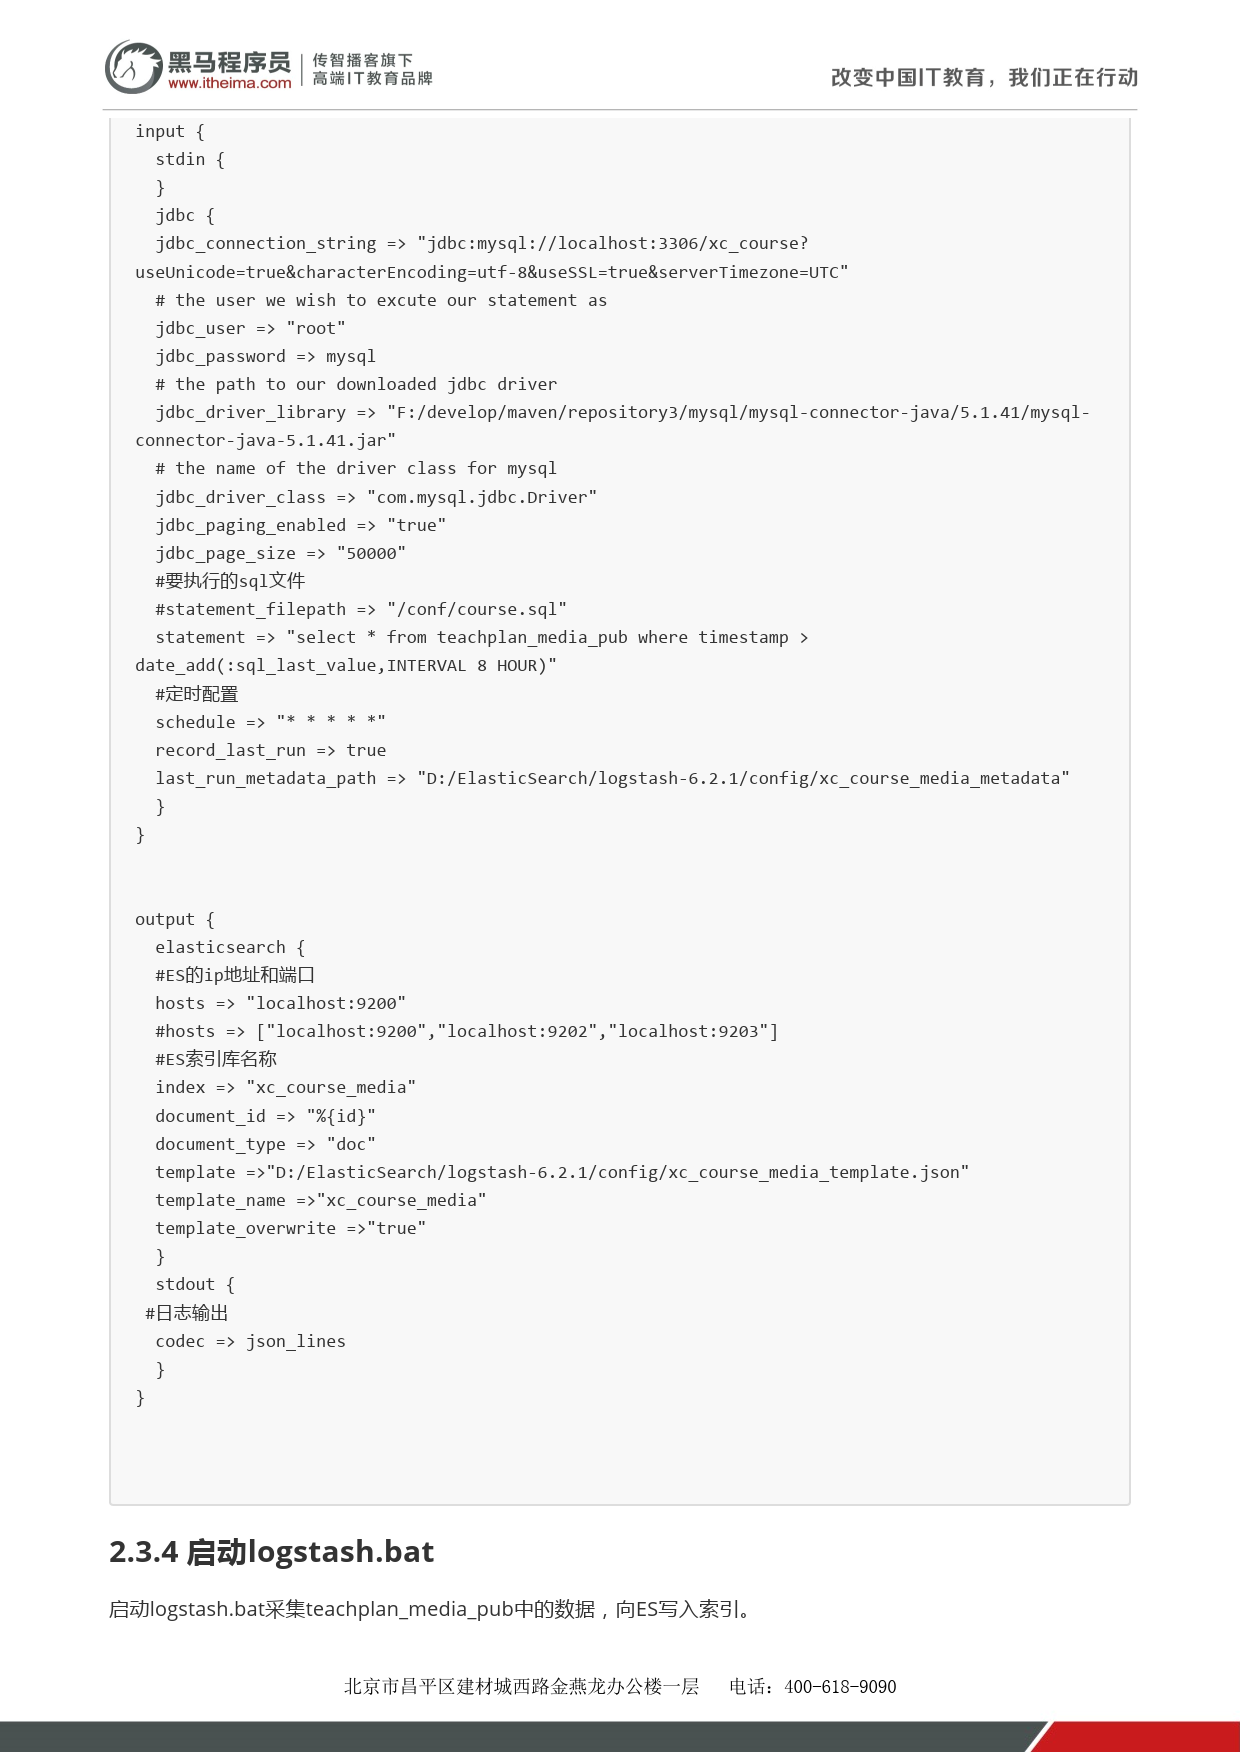 黑马程序员
www.itheima.com
传智播客旗下
高端IT教育品牌
改变中国IT教育，我们正在行动
input {
  stdin {
  }
  jdbc {
  jdbc_connection_string => "jdbc:mysql://localhost:3306/xc_course?
useUnicode=true&characterEncoding=utf-8&useSSL=true&serverTimezone=UTC"
  # the user we wish to excute our statement as
  jdbc_user => "root"
  jdbc_password => mysql
  # the path to our downloaded jdbc driver
  jdbc_driver_library => "F:/develop/maven/repository3/mysql/mysql-connector-java/5.1.41/mysql-
connector-java-5.1.41.jar"
  # the name of the driver class for mysql
  jdbc_driver_class => "com.mysql.jdbc.Driver"
  jdbc_paging_enabled => "true"
  jdbc_page_size => "50000"
  #要执行的sql文件
  #statement_filepath => "/conf/course.sql"
  statement => "select * from teachplan_media_pub where timestamp >
date_add(:sql_last_value,INTERVAL 8 HOUR)"
  #定时配置
  schedule => "* * * * *"
  record_last_run => true
  last_run_metadata_path => "D:/ElasticSearch/logstash-6.2.1/config/xc_course_media_metadata"
  }
}
output {
  elasticsearch {
  #ES的ip地址和端口
  hosts => "localhost:9200"
  #hosts => ["localhost:9200","localhost:9202","localhost:9203"]
  #ES索引库名称
  index => "xc_course_media"
  document_id => "%{id}"
  document_type => "doc"
  template =>"D:/ElasticSearch/logstash-6.2.1/config/xc_course_media_template.json"
  template_name =>"xc_course_media"
  template_overwrite =>"true"
  }
  stdout {
 #日志输出
  codec => json_lines
  }
}
2.3.4 启动logstash.bat
启动logstash.bat采集teachplan_media_pub中的数据，向ES写入索引。
北京市昌平区建材城西路金燕龙办公楼一层 电话：400-618-9090